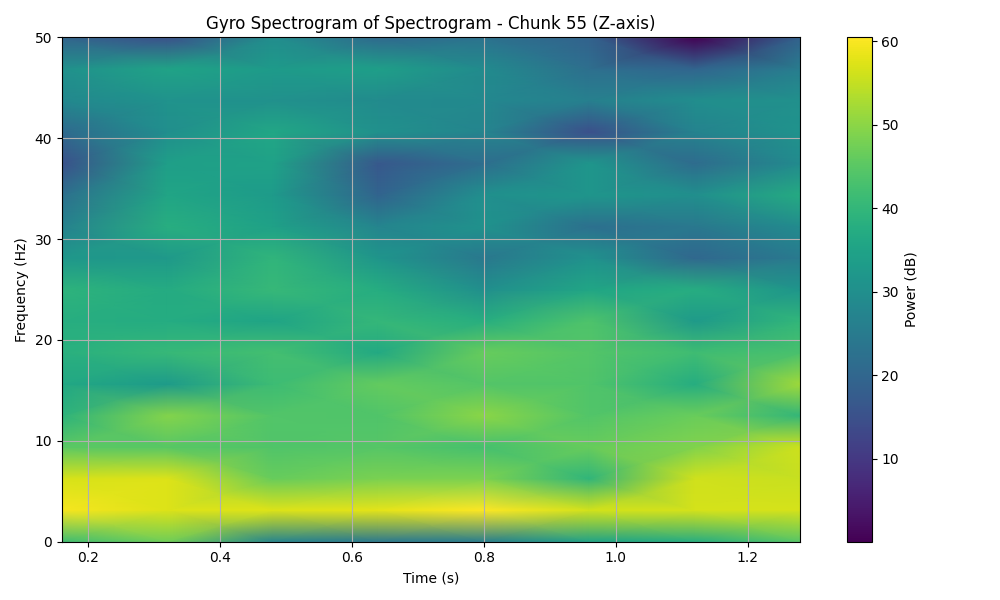 Gyro Spectrogram of Spectrogram - Chunk 55 (Z-axis)
50
40
30
20
10
0
Frequency (Hz)
0.2 0.4 0.6 0.8 1.0 1.2
Time (s)
60
50
40
30
20
10
Power (dB)